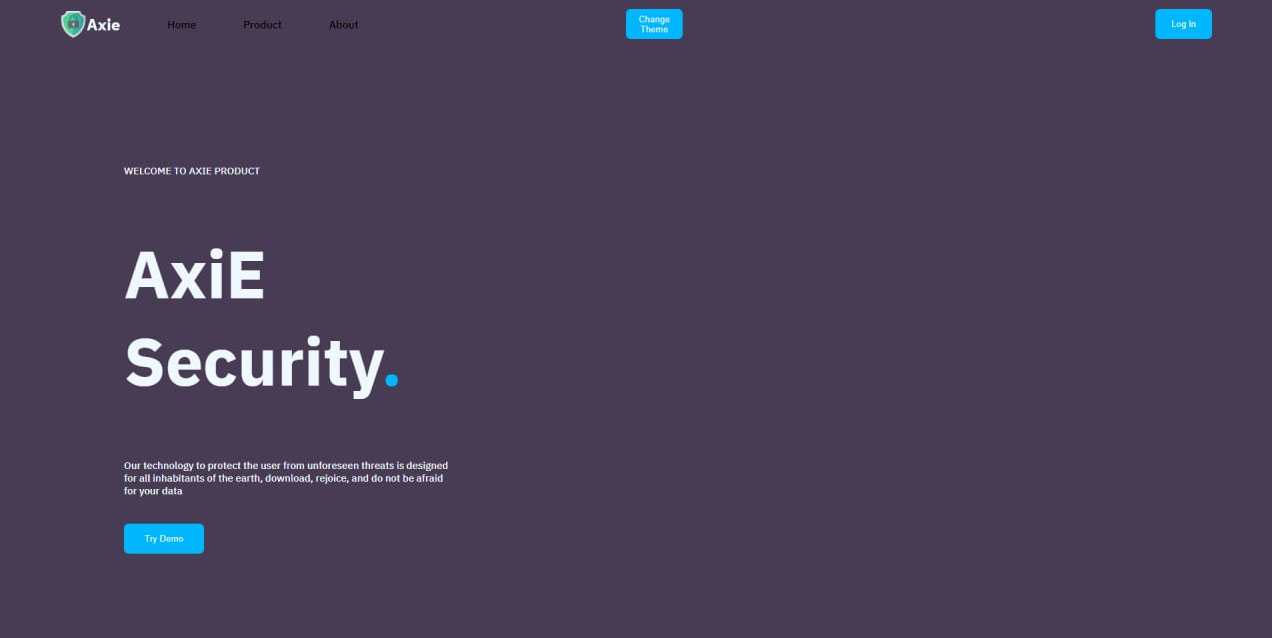 Axie
Home
Product
About
Change
Theme
Log In
WELCOME TO AXIE PRODUCT
AxiE
Security.
Our technology to protect the user from unforeseen threats is designed
for all inhabitants of the earth, download, rejoice, and do not be afraid
for your data
Try Demo